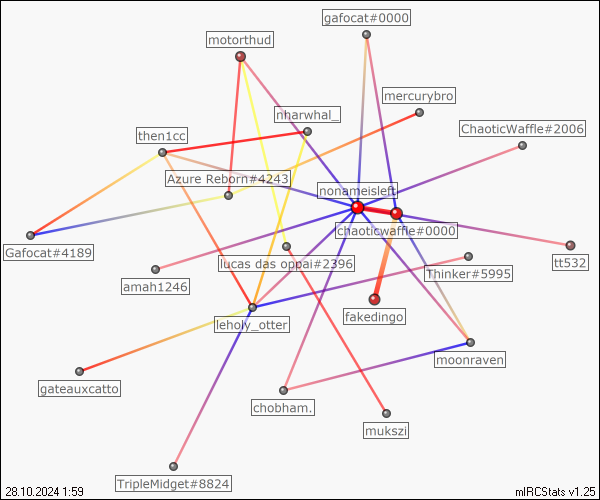 gafocat#0000
motorthud
mercurybro
nharwhal_
ChaoticWaffle#2006
then1cc
Azure Reborn#4243
nonameisleft
chaoticwaffle#0000
Gafocat#4189
lucas das oppai#2396
tt532
Thinker#5995
amah1246
fakedingo
leholy_otter
moonraven
gateauxcatto
chobham.
mukszi
TripleMidget#8824
28.10.2024 1:59
mIRCStats v1.25